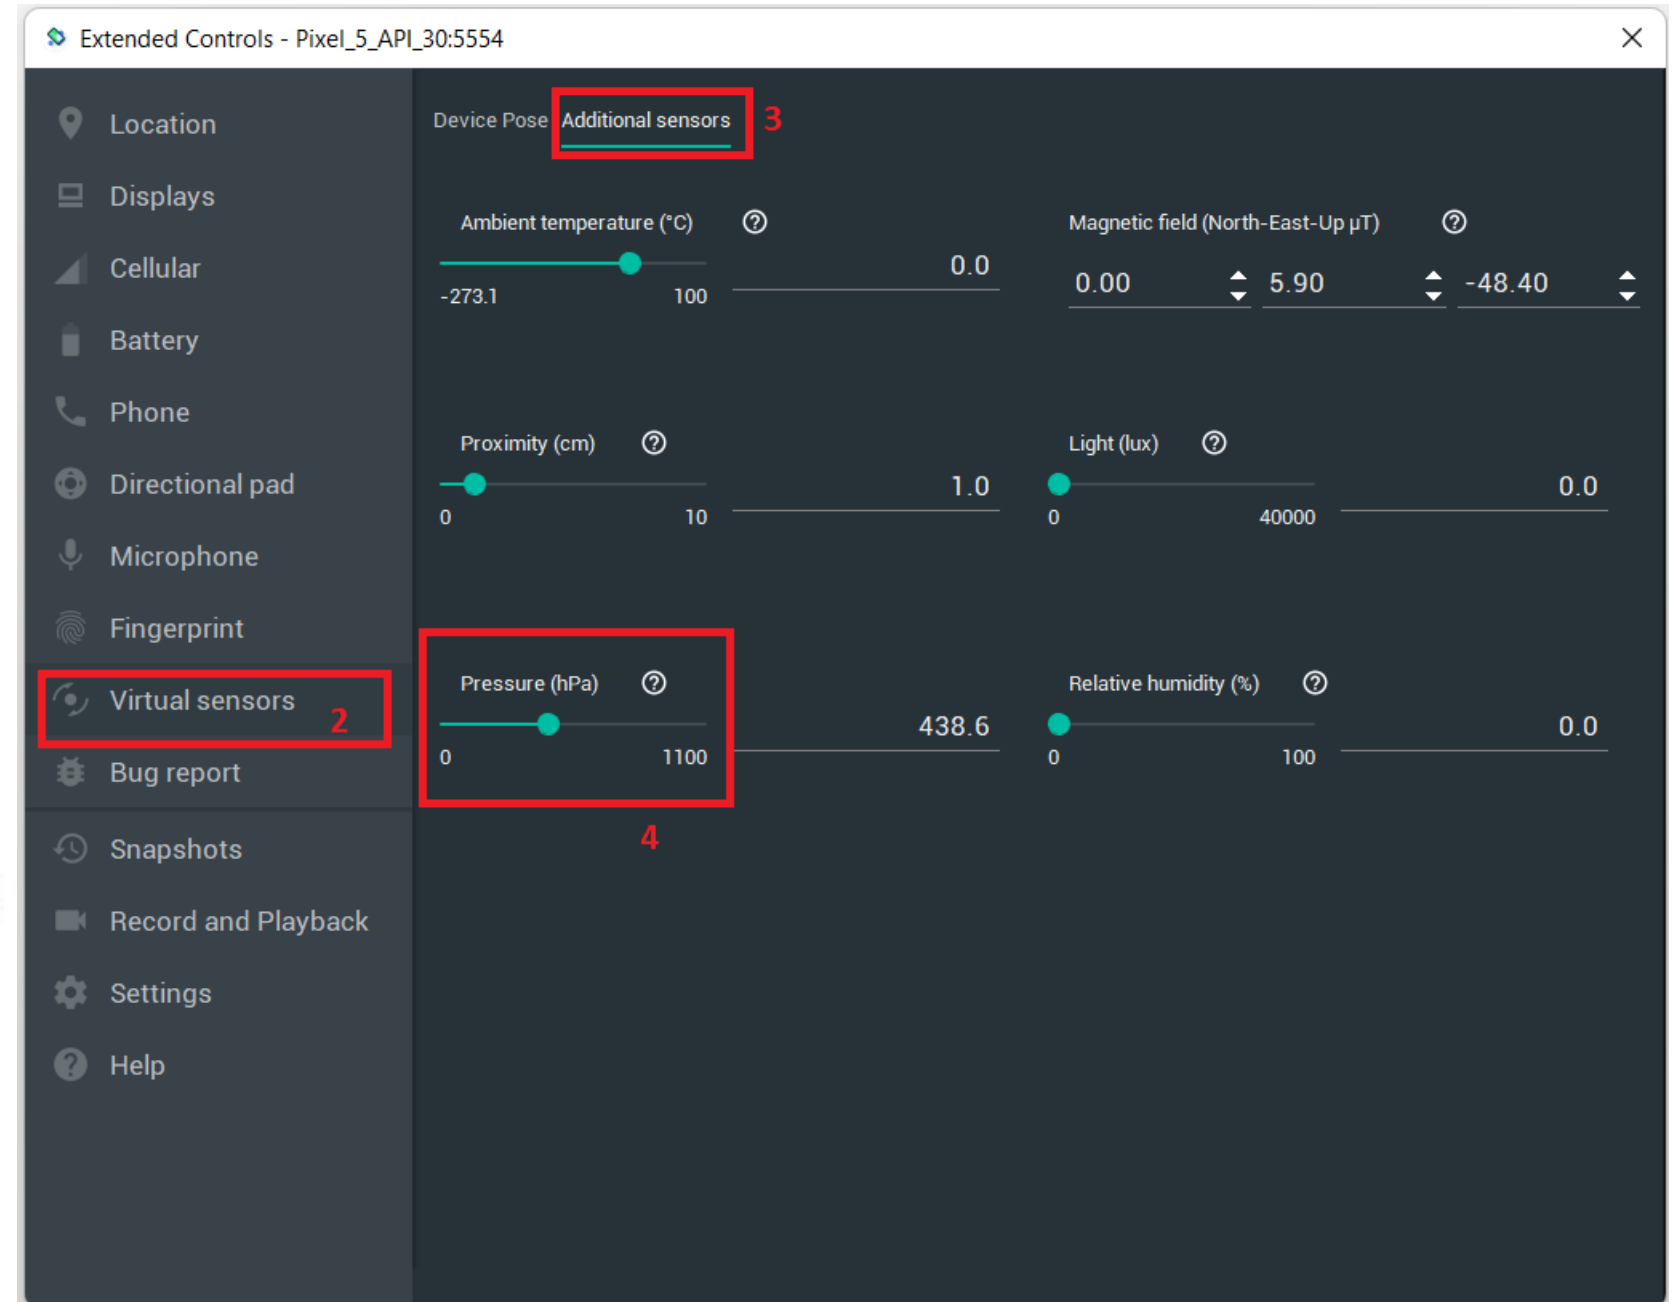 Extended Controls - Pixel_5_API_30:5554
Location
Displays
Cellular
Battery
Phone
Directional pad
Microphone
Fingerprint
Virtual sensors 2
Bug report
Snapshots
Record and Playback
Settings
Help
Device Pose Additional sensors 3
Ambient temperature (°C)
0.0
-273.1 100
Magnetic field (North-East-Up µT)
0.00 5.90 -48.40
Proximity (cm)
1.0
0 10
Light (lux)
0.0
0 40000
Pressure (hPa)
438.6
0 1100
4
Relative humidity (%)
0.0
0 100